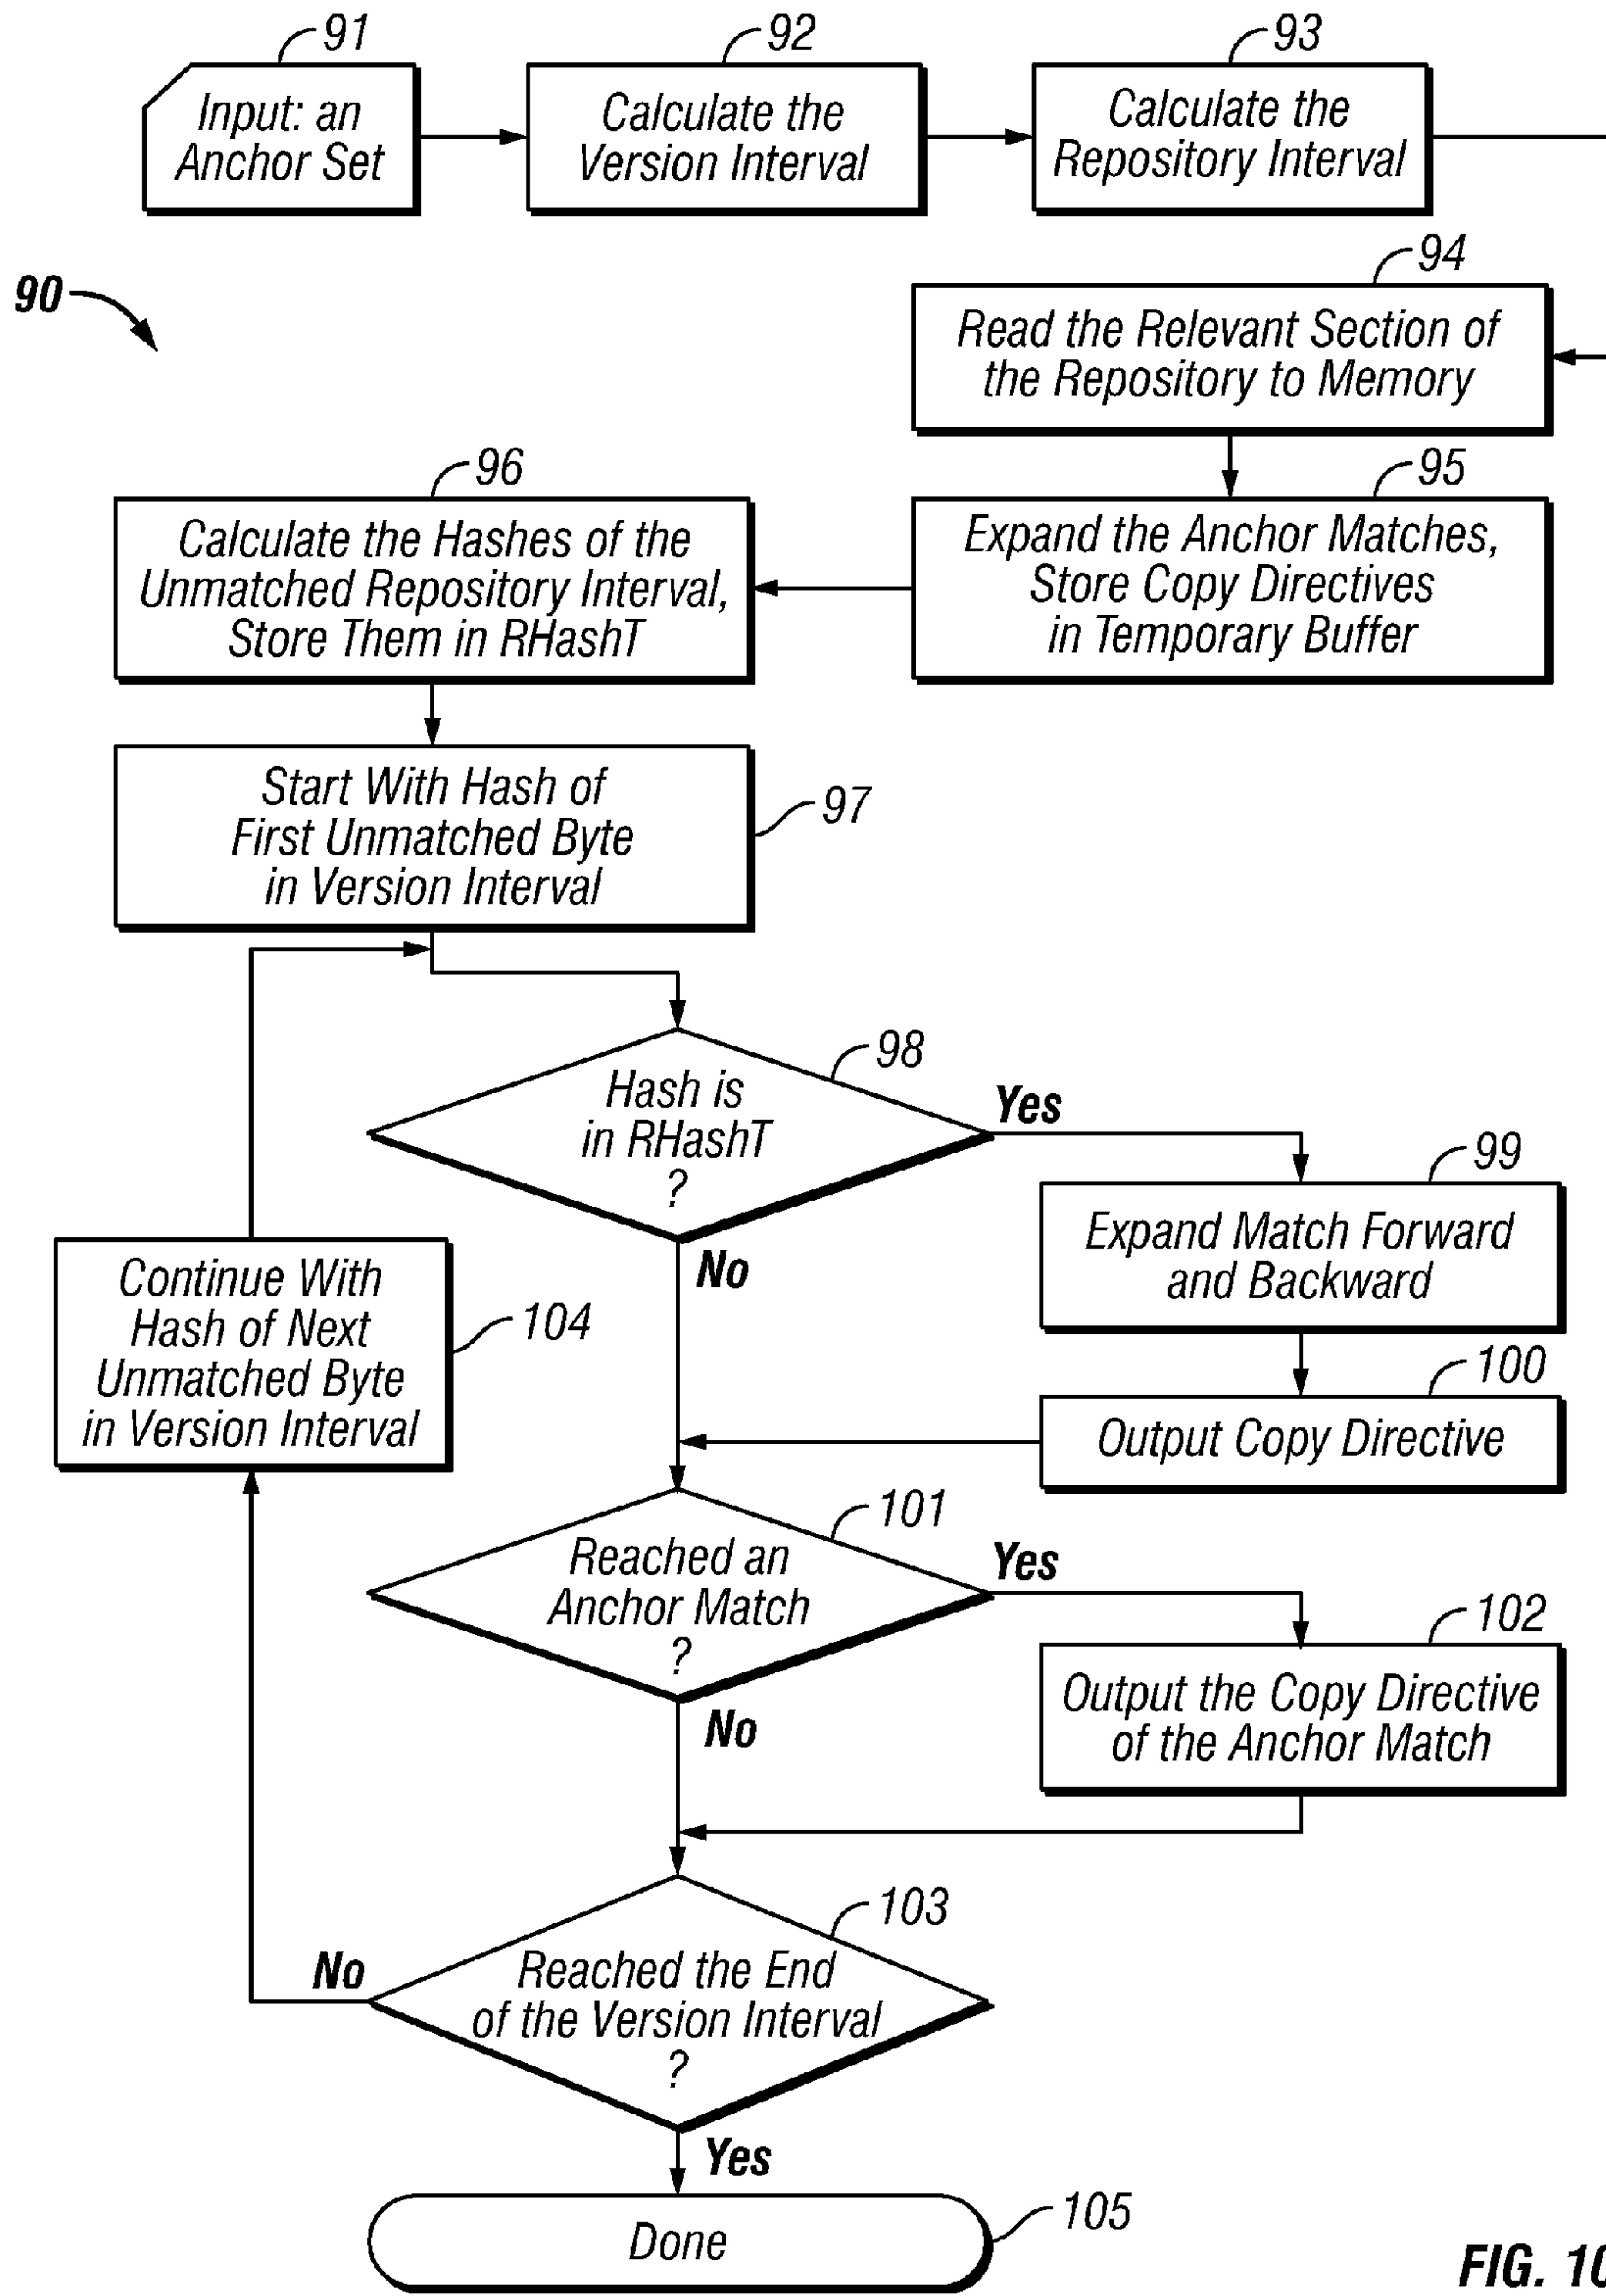 91
Input: an
Anchor Set
92
Calculate the
Version Interval
93
Calculate the
Repository Interval
90
94
Read the Relevant Section of
the Repository to Memory
95
Expand the Anchor Matches,
Store Copy Directives
in Temporary Buffer
96
Calculate the Hashes of the
Unmatched Repository Interval,
Store Them in RHashT
97
Start With Hash of
First Unmatched Byte
in Version Interval
98
Hash is
in RHashT
?
Yes
No
99
Expand Match Forward
and Backward
100
Output Copy Directive
104
Continue With
Hash of Next
Unmatched Byte
in Version Interval
101
Reached an
Anchor Match
?
Yes
No
102
Output the Copy Directive
of the Anchor Match
103
Reached the End
of the Version Interval
?
No
Yes
105
Done
FIG. 10